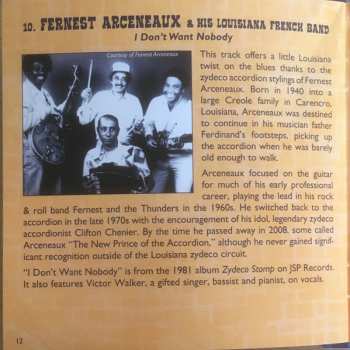 10. FERNEST ARCENEAUX & HIS LOUISIANA FRENCH BAND
I Don't Want Nobody
Courtesy of Fernest Arceneaux
This track offers a little Louisiana
twist on the blues thanks to the
zydeco accordion stylings of Fernest
Arceneaux. Born in 1940 into a
large Creole family in Carencro,
Louisiana, Arceneaux was destined
to continue in his musician father
Ferdinand's footsteps, picking up
the accordion when he was barely
old enough to walk.
Arceneaux focused on the guitar
for much of his early professional
career, playing the lead in his rock
& roll band Fernest and the Thunders in the 1960s. He switched back to the
accordion in the late 1970s with the encouragement of his idol, legendary zydeco
accordionist Clifton Chenier. By the time he passed away in 2008, some called
Arceneaux "The New Prince of the Accordion," although he never gained signif-
icant recognition outside of the Louisiana zydeco circuit.
"I Don't Want Nobody" is from the 1981 album Zydeco Stomp on JSP Records.
It also features Victor Walker, a gifted singer, bassist and pianist, on vocals.
12